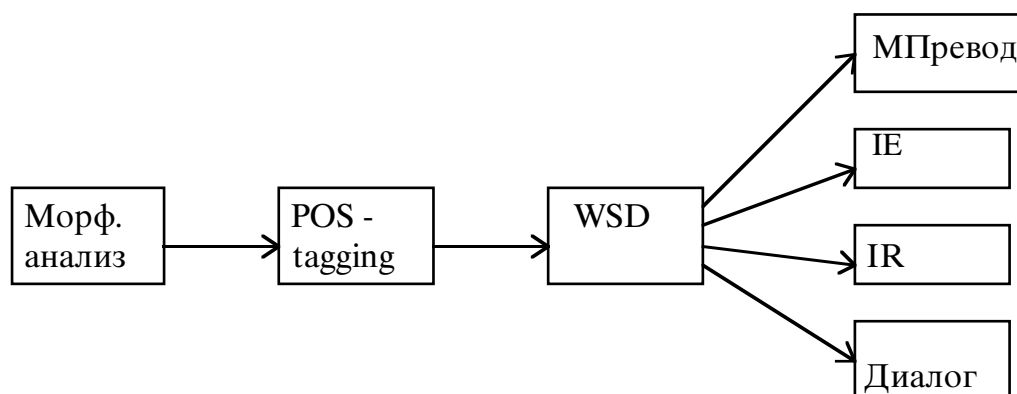 МПревод
IE
Морф.
анализ
POS -
tagging
WSD
IR
Диалог